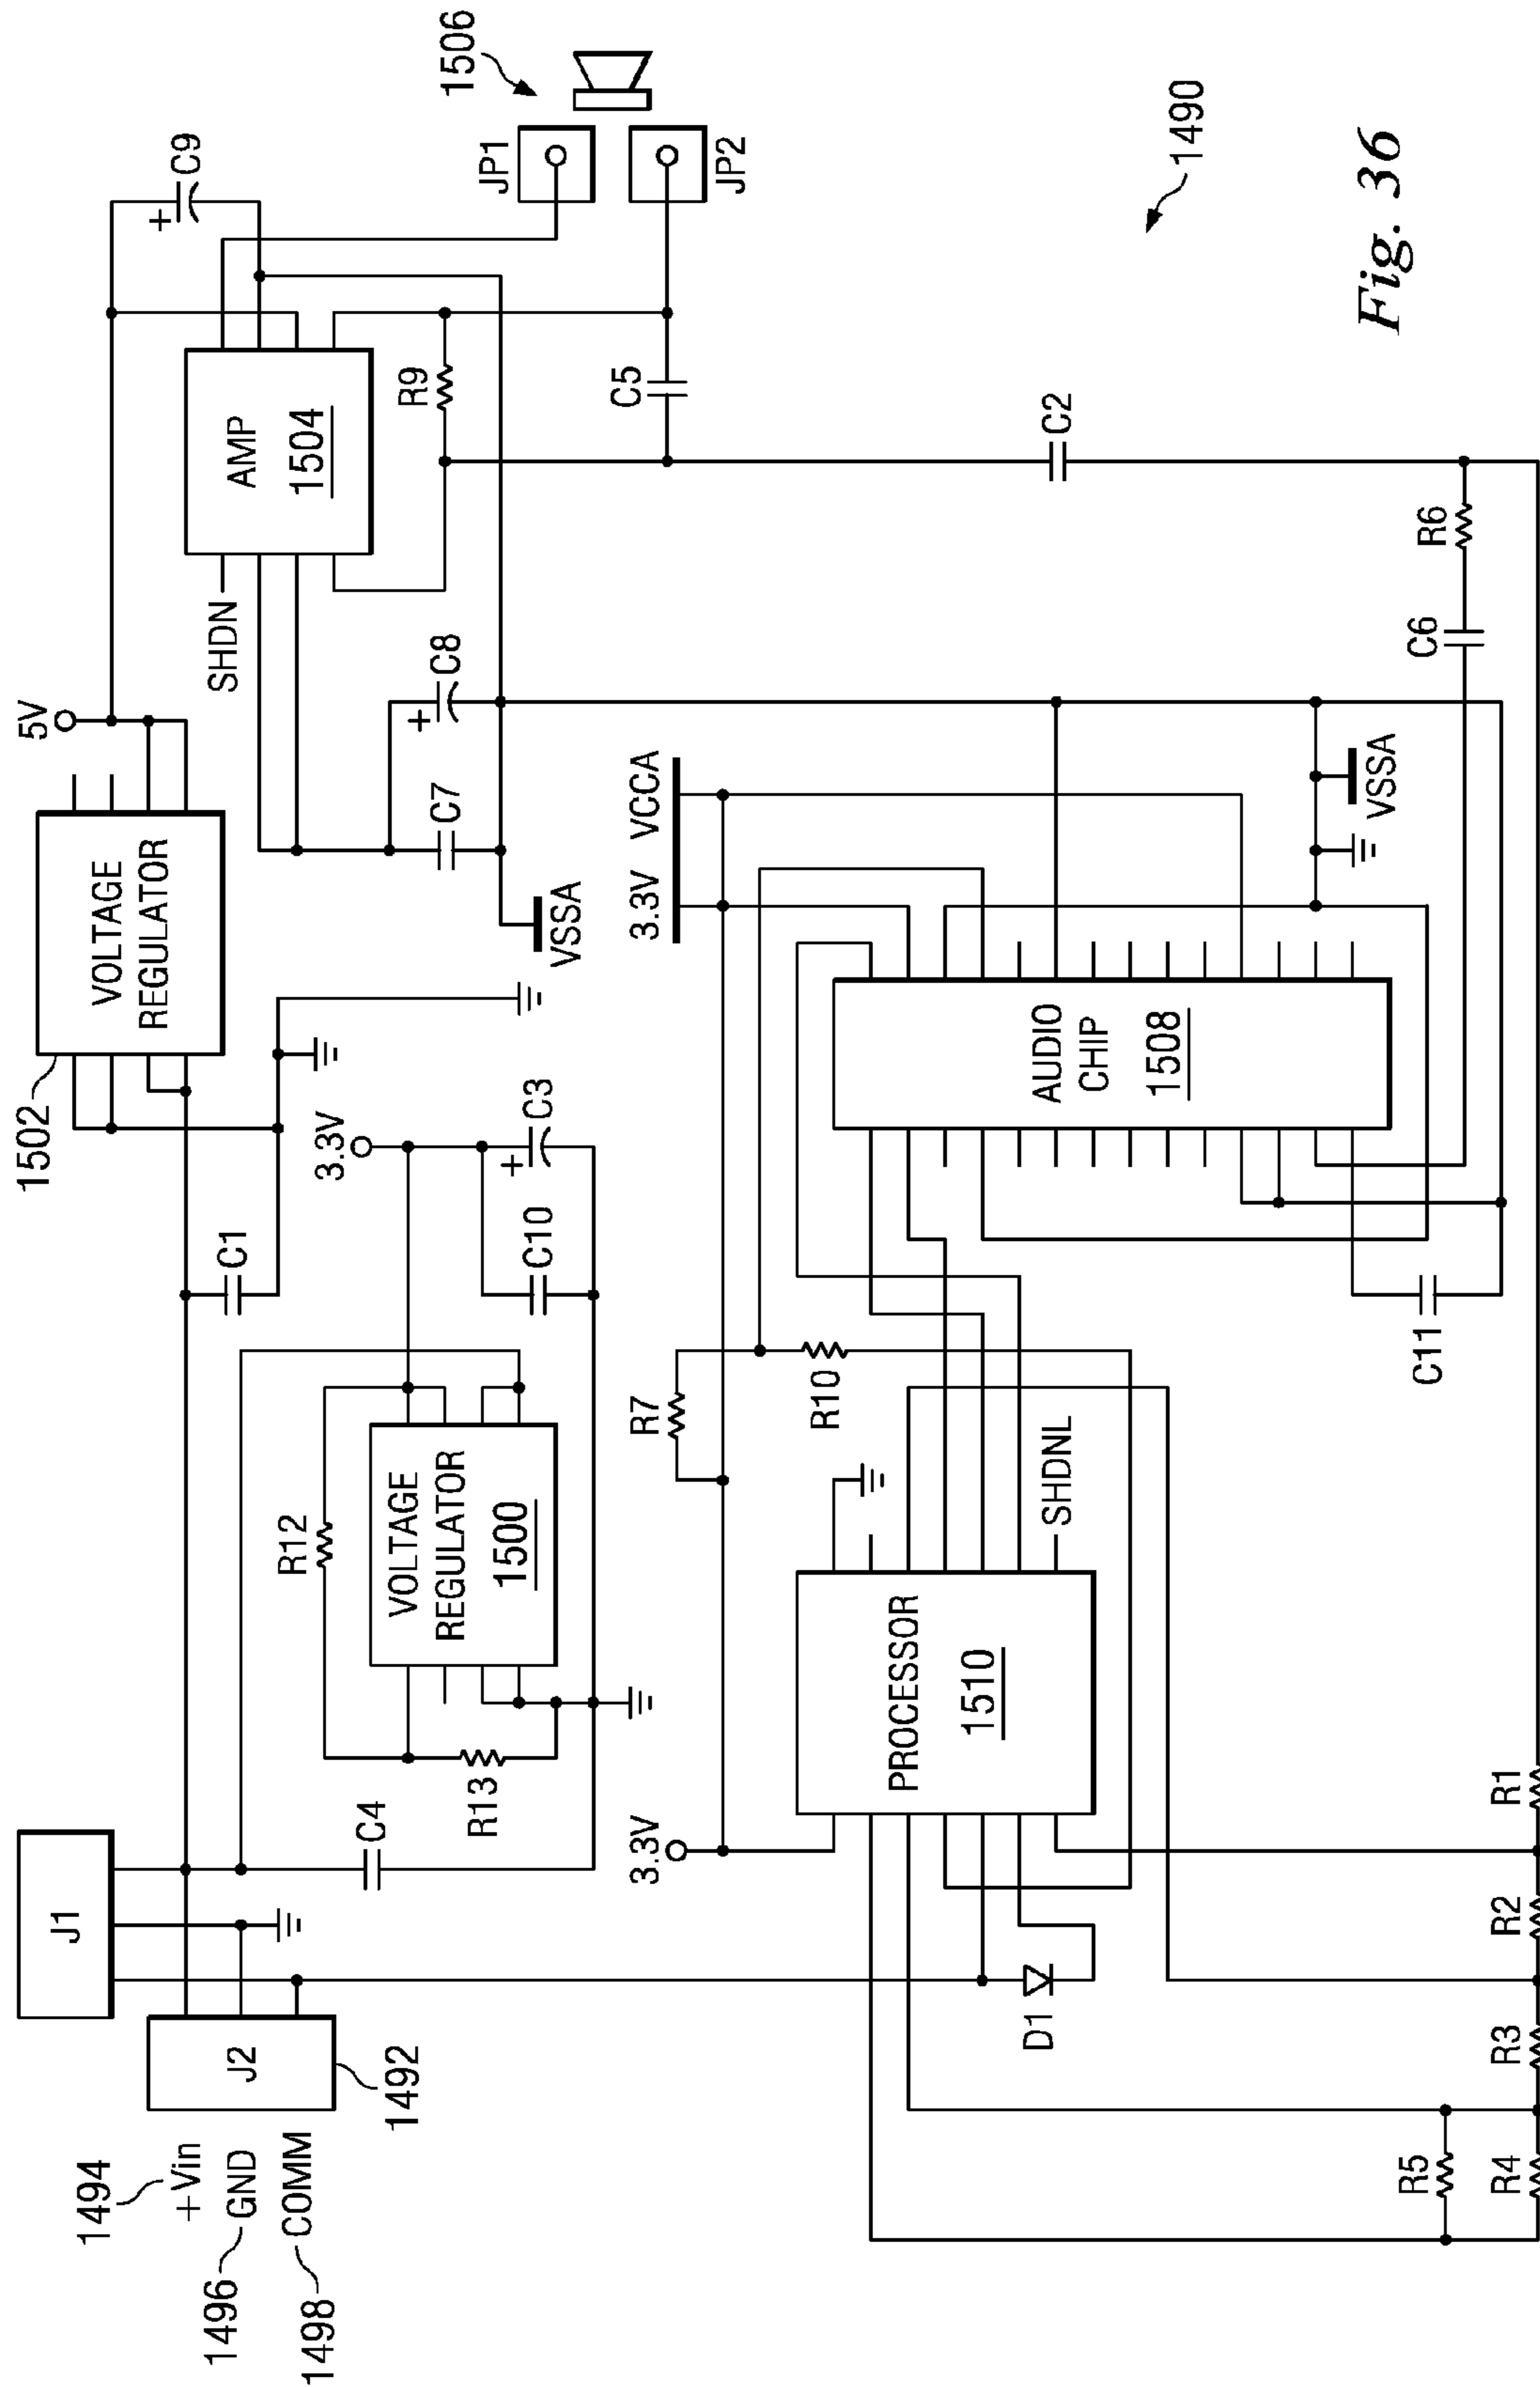 J1
J2
1492
1494
+Vin
1496
GND
1498
COMM
1502
VOLTAGE
REGULATOR
5V
C9
+
1506
JP1
JP2
AMP
1504
SHDN
R9
C5
C1
C4
R12
R13
VOLTAGE
REGULATOR
1500
3.3V
C10
C3
+
C7
C8
+
VSSA
3.3V
R7
R10
3.3V VCCA
PROCESSOR
1510
SHDNL
D1
AUDIO
CHIP
1508
VSSA
C2
C6
R6
C11
R5
R4
R3
R2
R1
1490
Fig. 36